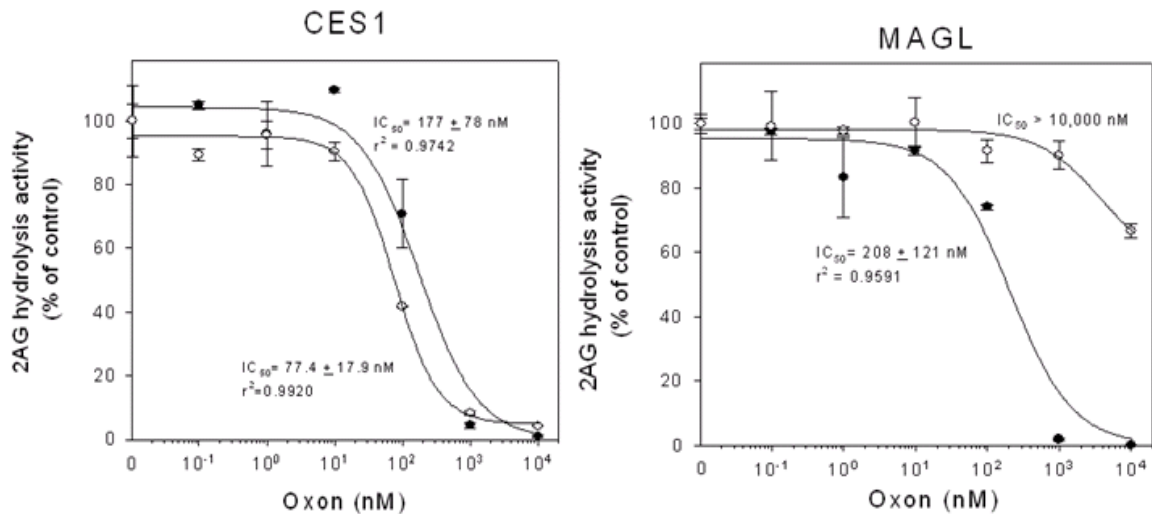 CES1
2AG hydrolysis activity
(% of control)
100
80
60
40
20
0
IC₅₀= 177 ± 78 nM
r² = 0.9742
IC₅₀= 77.4 ± 17.9 nM
r²=0.9920
0 10⁻¹ 10⁰ 10¹ 10² 10³ 10⁴
Oxon (nM)
MAGL
2AG hydrolysis activity
(% of control)
100
80
60
40
20
0
IC₅₀ > 10,000 nM
IC₅₀= 208 ± 121 nM
r² = 0.9591
0 10⁻¹ 10⁰ 10¹ 10² 10³ 10⁴
Oxon (nM)